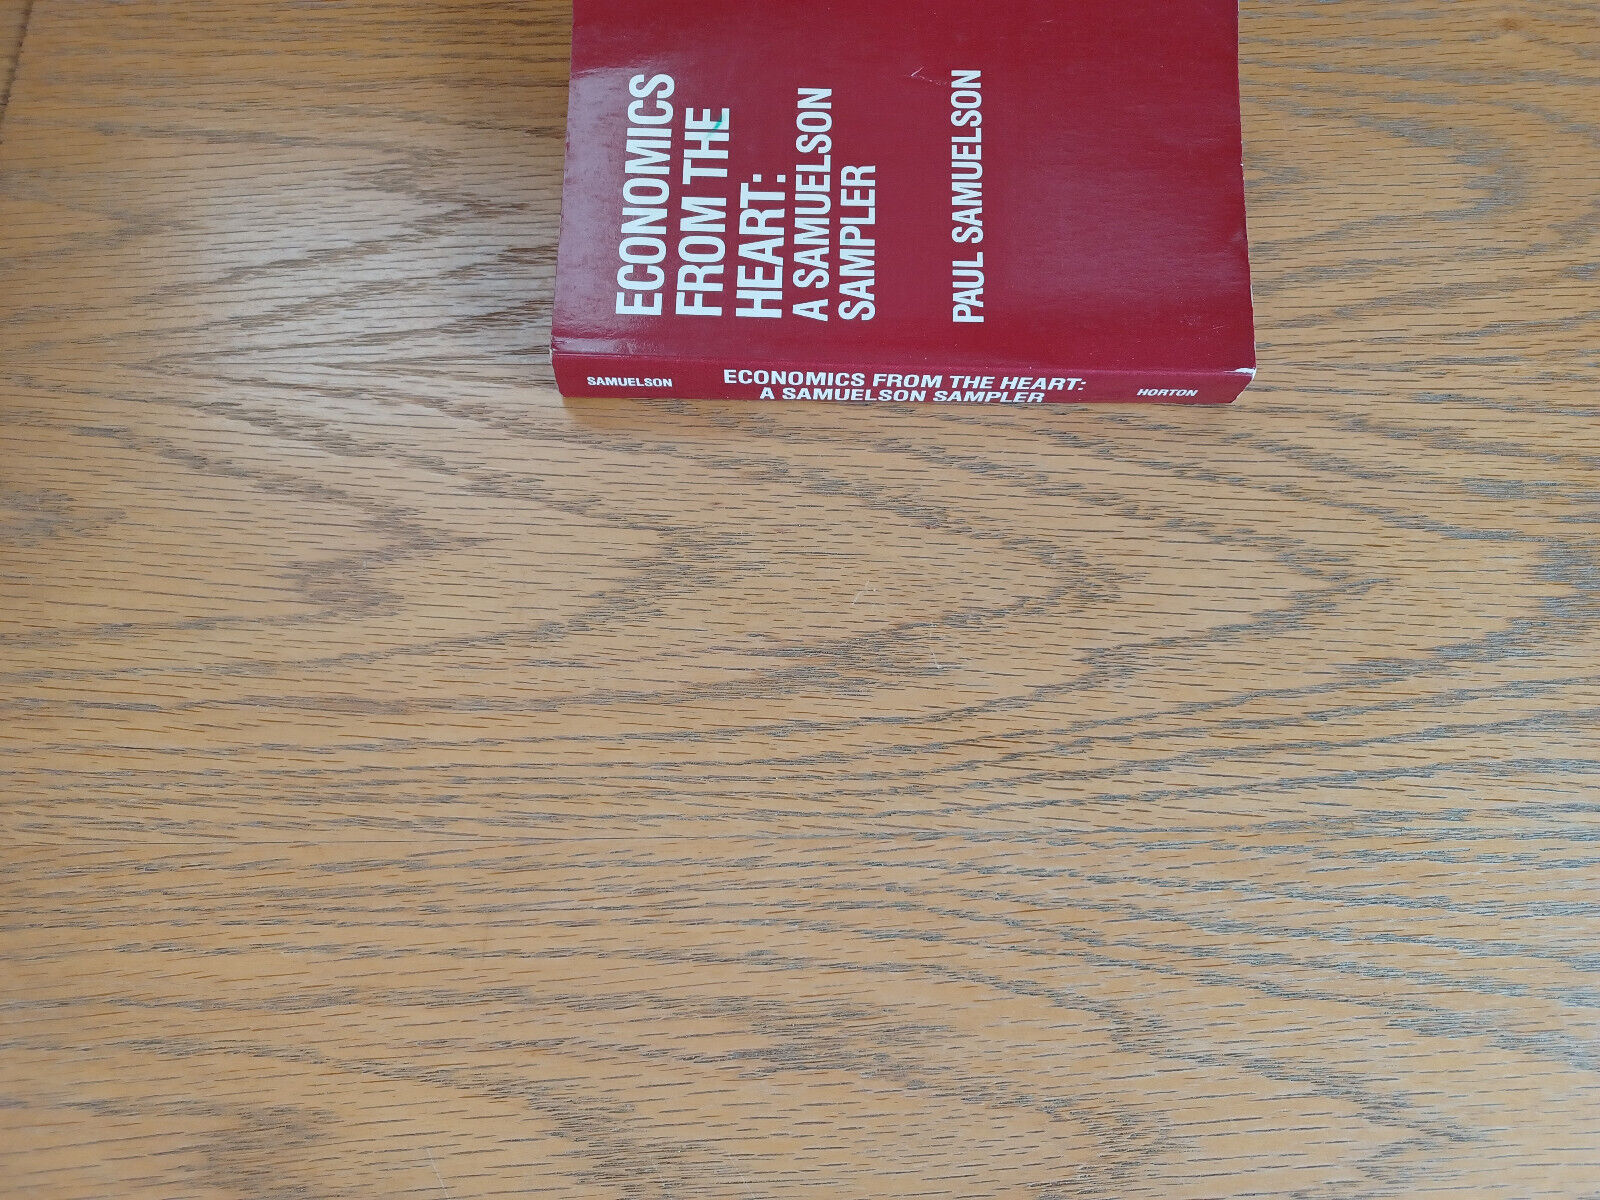 ECONOMICS
FROM THE
HEART:
A SAMUELSON
SAMPLER
PAUL SAMUELSON
SAMUELSON
ECONOMICS FROM THE HEART:
A SAMUELSON SAMPLER
HORTON